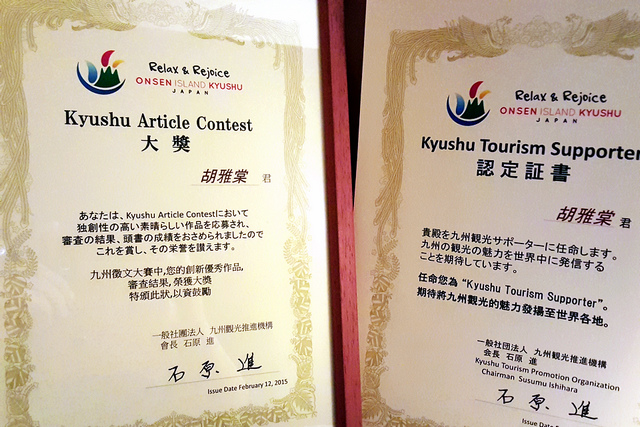 Relax & Rejoice
ONSEN ISLAND KYUSHU
JAPAN
Kyushu Article Contest
大獎
胡雅棠 君
あなたは、Kyushu Article Contestにおいて
独創性の高い素晴らしい作品を応募され、
審査の結果、頭書の成績をおさめられましたので
これを賞し、その栄誉を讃えます。
九州徵文大賽中,您的創新優秀作品,
審查結果,榮獲大獎
特頒此狀,以資鼓勵
一般社團法人 九州觀光推進機構
會長 石原 進
石原 進
Issue Date February 12, 2015
Relax & Rejoice
ONSEN ISLAND KYUSHU
JAPAN
Kyushu Tourism Supporter
認定証書
胡雅棠 君
貴殿を九州観光サポーターに任命します。
九州の観光の魅力を世界中に発信する
ことを期待しています。
任命您為“Kyushu Tourism Supporter”。
期待將九州觀光的魅力發揚至世界各地。
一般社団法人 九州観光推進機構
会長 石原 進
Kyushu Tourism Promotion Organization
Chairman Susumu Ishihara
石原 進
Issue Date